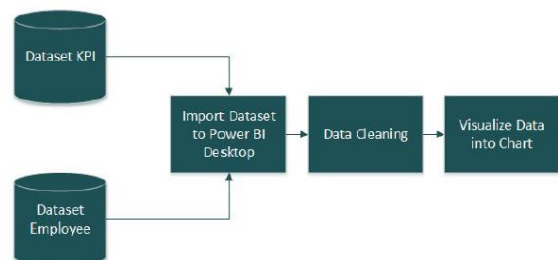 Dataset KPI
Import Dataset
to Power BI
Desktop
Data Cleaning
Visualize Data
into Chart
Dataset
Employee